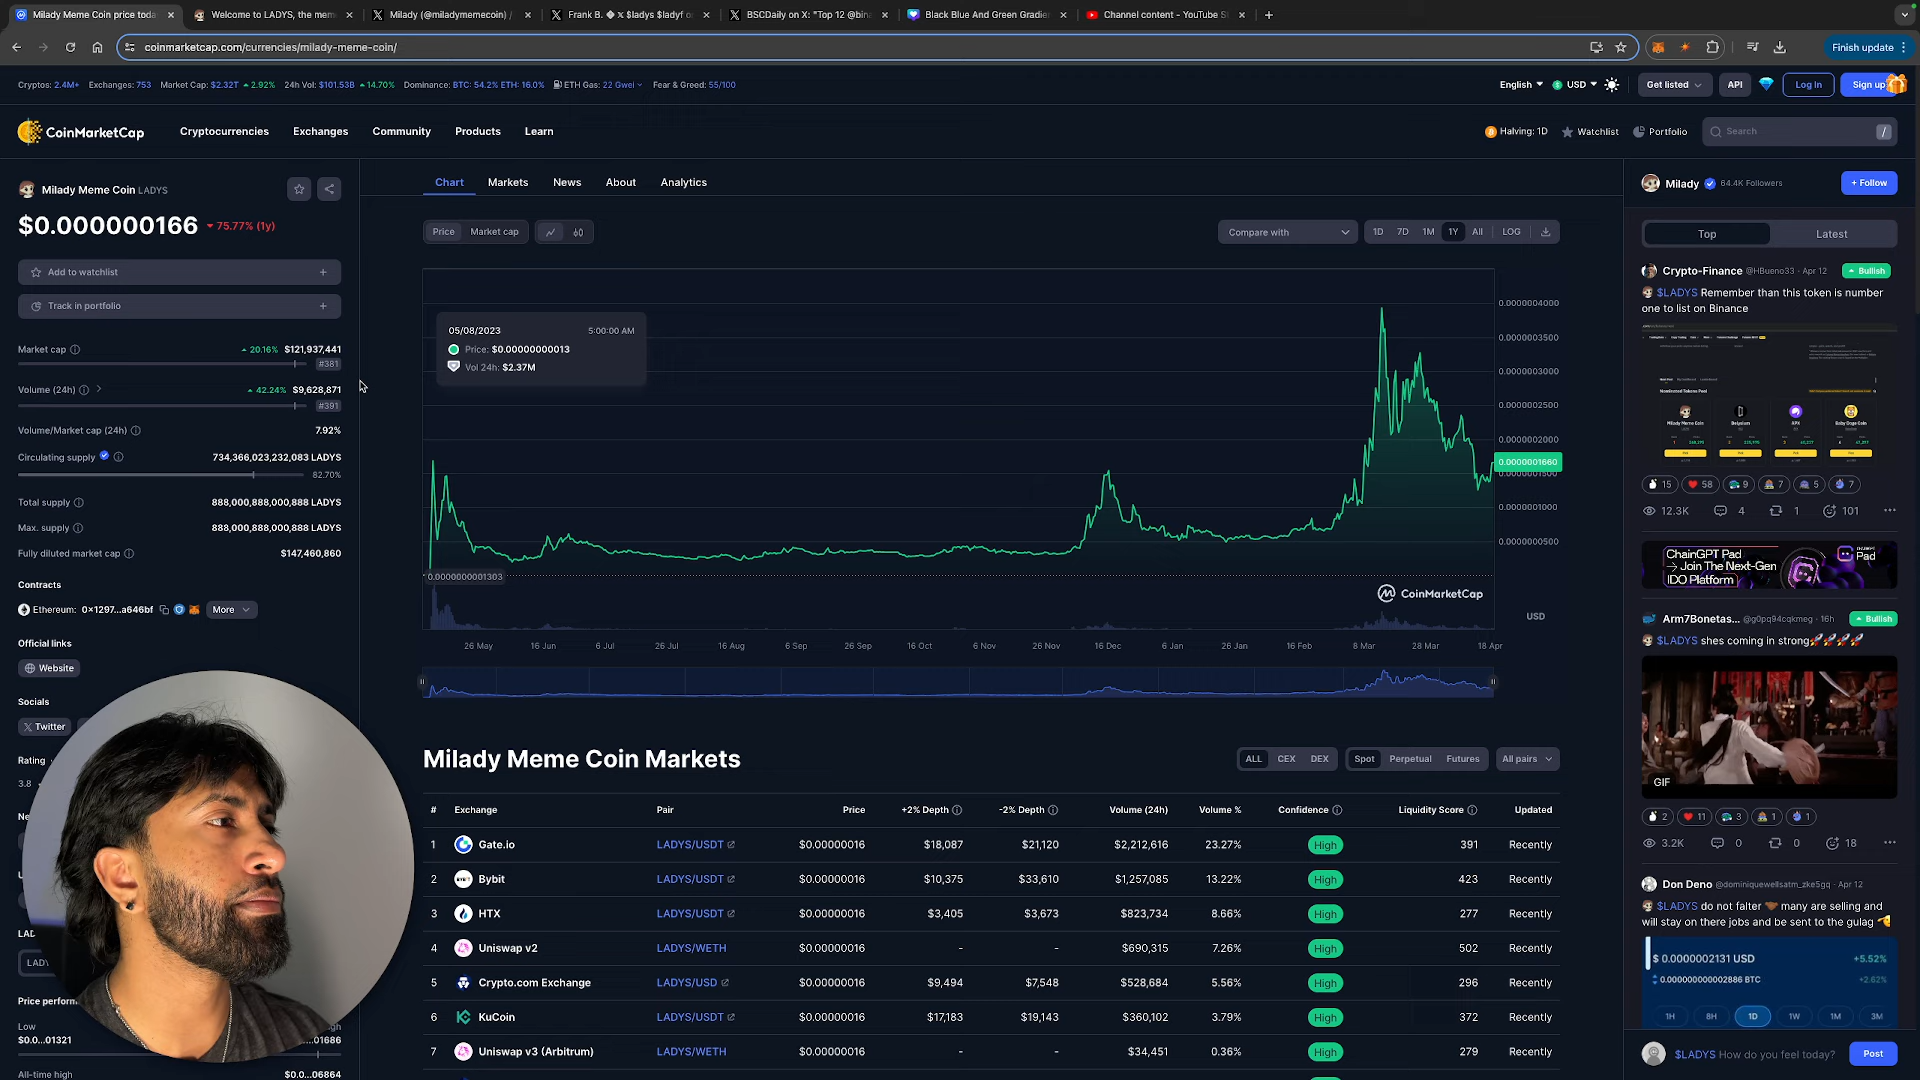 Milady Meme Coin price toda
Welcome to LADYS, the mem
Milady (@miladymemecoin) /
Frank B. ◆ x $ladys $ladyf o
BSCDaily on X: "Top 12 @bina
Black Blue And Green Gradie
Channel content - YouTube S
coinmarketcap.com/currencies/milady-meme-coin/
Finish update
Cryptos: 2.4M+ Exchanges: 753 Market Cap: $2.32T 2.92% 24h Vol: $101.53B 14.70% Dominance: BTC: 54.2% ETH: 16.0% ETH Gas: 22 Gwei Fear & Greed: 55/100
English USD Get listed API Log In Sign up
CoinMarketCap Cryptocurrencies Exchanges Community Products Learn
Halving: 1D Watchlist Portfolio Search /
Milady Meme Coin LADYS
$0.000000166 75.77% (1y)
Add to watchlist +
Track in portfolio +
Market cap 20.16% $121,937,441
#381
Volume (24h) 42.24% $9,628,871
#391
Volume/Market cap (24h) 7.92%
Circulating supply 734,366,023,232,083 LADYS
82.70%
Total supply 888,000,888,000,888 LADYS
Max. supply 888,000,888,000,888 LADYS
Fully diluted market cap $147,460,860
Contracts
Ethereum: 0x1297...a646bf More
Official links
Website
Socials
Twitter
Rating
3.8
Ne
U
LAD
LADY
Price perform
Low
$0.0...01321
igh
1686
All-time high
$0.0...06864
Chart Markets News About Analytics
Price Market cap
Compare with 1D 7D 1M 1Y All LOG
05/08/2023 5:00:00 AM
Price: $0.00000000013
Vol 24h: $2.37M
0.0000004000
0.0000003500
0.0000003000
0.0000002500
0.0000002000
0.0000001660
0.0000001500
0.0000001000
0.0000000500
0.0000000001303
CoinMarketCap
USD
26 May 16 Jun 6 Jul 26 Jul 16 Aug 6 Sep 26 Sep 16 Oct 6 Nov 26 Nov 16 Dec 6 Jan 26 Jan 16 Feb 8 Mar 28 Mar 18 Apr
Milady Meme Coin Markets
ALL CEX DEX Spot Perpetual Futures All pairs
# Exchange Pair Price +2% Depth -2% Depth Volume (24h) Volume % Confidence Liquidity Score Updated
1 Gate.io LADYS/USDT $0.00000016 $18,087 $21,120 $2,212,616 23.27% High 391 Recently
2 Bybit LADYS/USDT $0.00000016 $10,375 $33,610 $1,257,085 13.22% High 423 Recently
3 HTX LADYS/USDT $0.00000016 $3,405 $3,673 $823,734 8.66% High 277 Recently
4 Uniswap v2 LADYS/WETH $0.00000016 - - $690,315 7.26% High 502 Recently
5 Crypto.com Exchange LADYS/USD $0.00000016 $9,494 $7,548 $528,684 5.56% High 296 Recently
6 KuCoin LADYS/USDT $0.00000016 $17,183 $19,143 $360,102 3.79% High 372 Recently
7 Uniswap v3 (Arbitrum) LADYS/WETH $0.00000016 - - $34,451 0.36% High 279 Recently
Milady 64.4K Followers + Follow
Top Latest
Crypto-Finance @HBueno33 · Apr 12 Bullish
$LADYS Remember than this token is number
one to list on Binance
Milady Meme Coin APX Baby Doge Coin
15 58 9 7 5 7
12.3K 4 1 101
ChainGPT Pad
→ Join The Next-Gen
IDO Platform
Pad
Arm7Bonetas... @g0pq94cqkmeg · 16h Bullish
$LADYS shes coming in strong
GIF
2 11 3 1 1
3.2K 0 0 18
Don Deno @dominiquewellsatm_zke5gq · Apr 12
$LADYS do not falter many are selling and
will stay on there jobs and be sent to the gulag
$ 0.0000002131 USD +5.52%
0.000000000002886 BTC +2.62%
1H 8H 1D 1W 1M 3M
$LADYS How do you feel today? Post